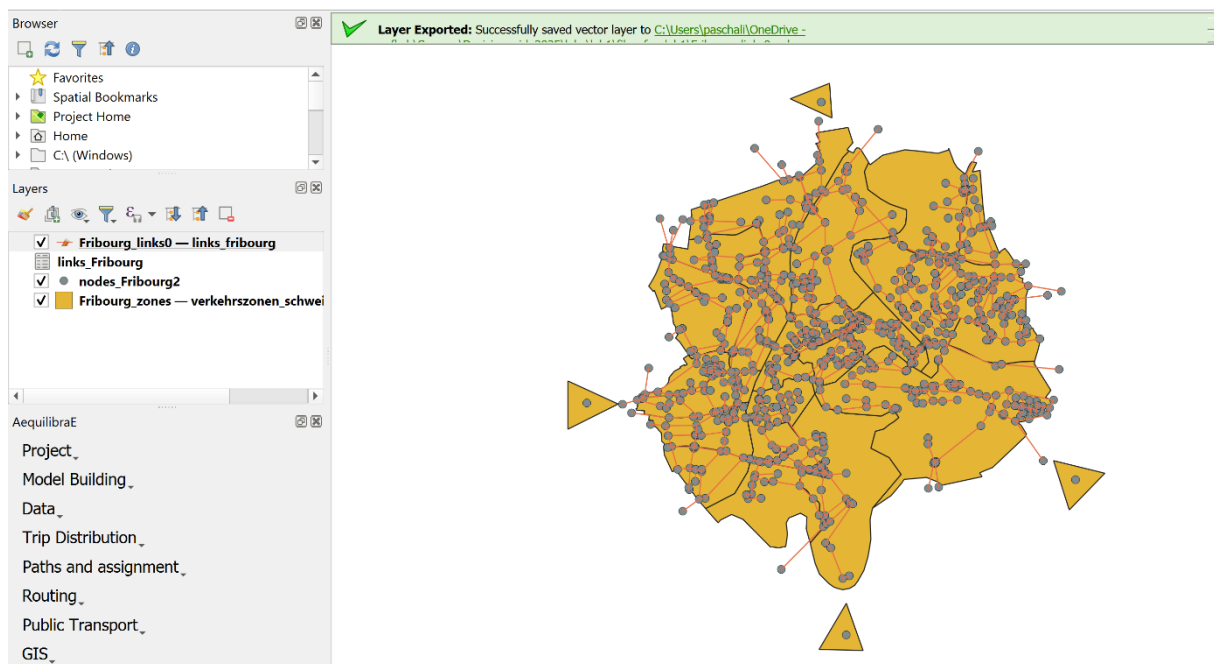 Browser
Favorites
Spatial Bookmarks
Project Home
Home
C:\ (Windows)
Layers
Fribourg_links0 — links_fribourg
links_Fribourg
nodes_Fribourg2
Fribourg_zones — verkehrszonen_schwei
AequilibraE
Project
Model Building
Data
Trip Distribution
Paths and assignment
Routing
Public Transport
GIS
Layer Exported: Successfully saved vector layer to C:\Users\paschali\OneDrive -